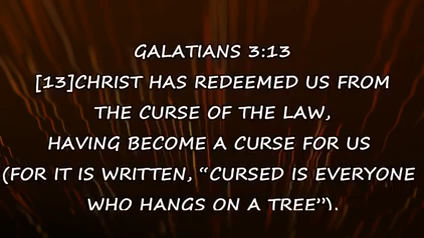 GALATIANS 3:13
[13]CHRIST HAS REDEEMED US FROM
THE CURSE OF THE LAW,
HAVING BECOME A CURSE FOR US
(FOR IT IS WRITTEN, “CURSED IS EVERYONE
WHO HANGS ON A TREE”).